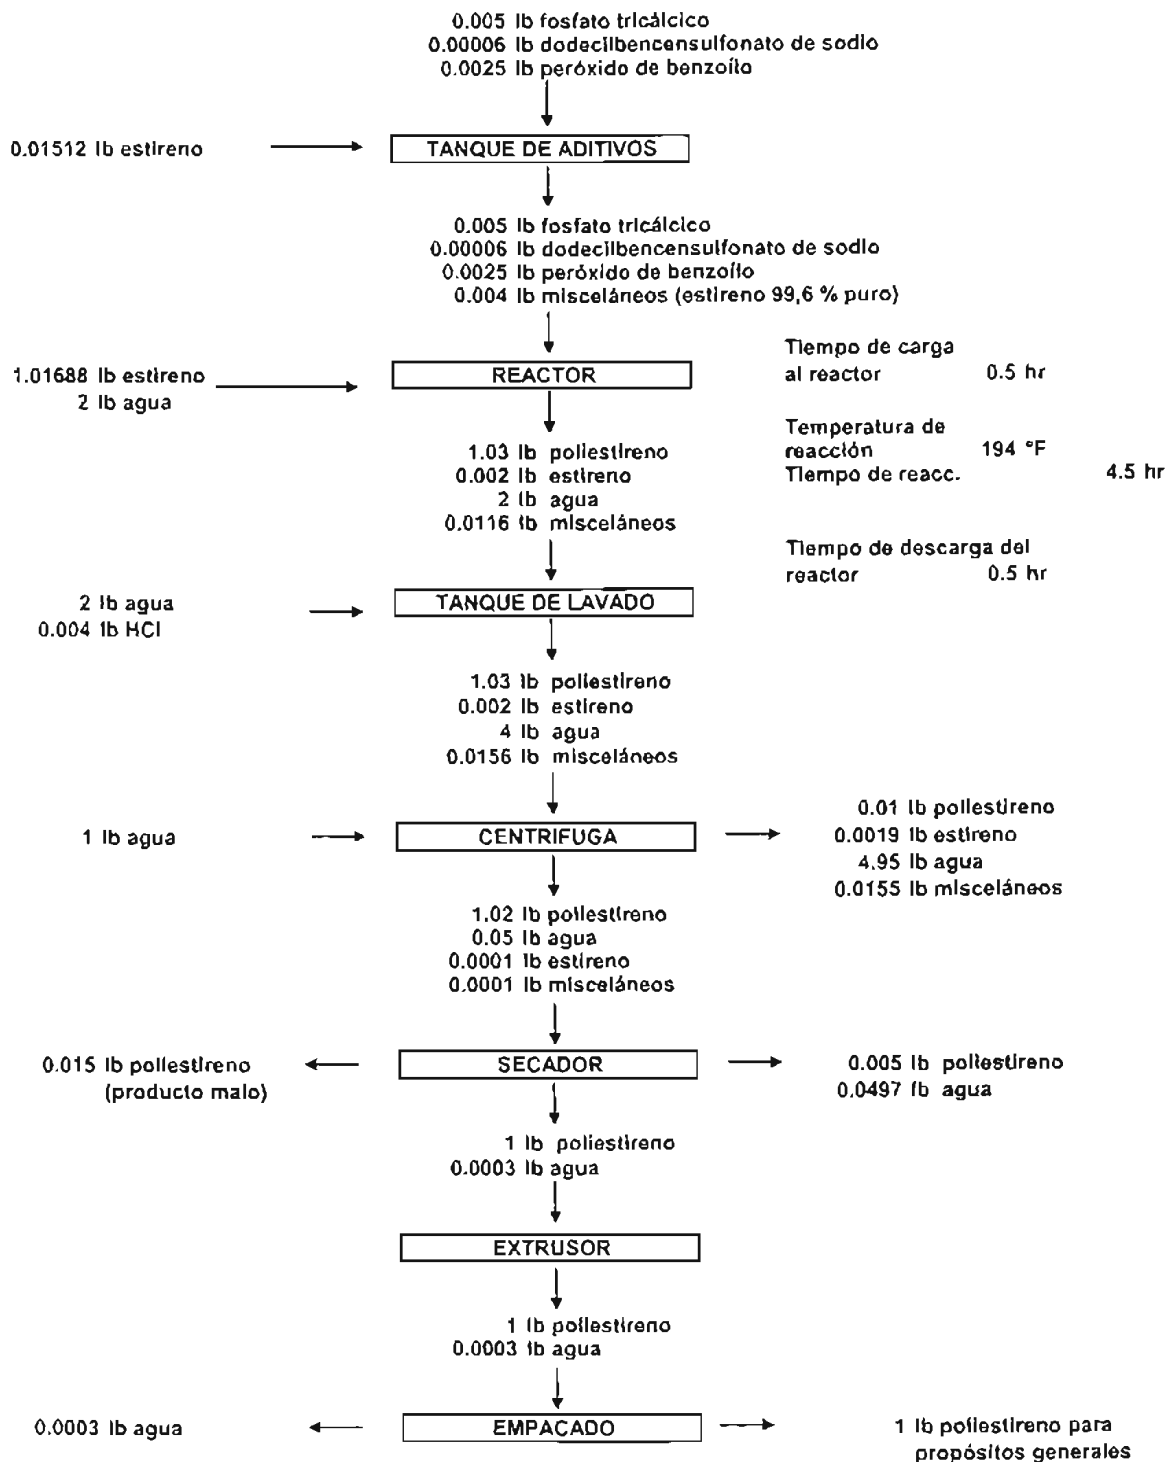 0.005 lb fosfato tricálcico
0.00006 lb dodecilbencensulfonato de sodio
0.0025 lb peróxido de benzoílo
0.01512 lb estireno
TANQUE DE ADITIVOS
0.005 lb fosfato tricálcico
0.00006 lb dodecilbencensulfonato de sodio
0.0025 lb peróxido de benzoílo
0.004 lb misceláneos (estireno 99,6 % puro)
1.01688 lb estireno
2 lb agua
REACTOR
Tiempo de carga
al reactor 0.5 hr
Temperatura de
reacción 194 °F
Tiempo de reacc. 4.5 hr
1.03 lb poliestireno
0.002 lb estireno
2 lb agua
0.0116 lb misceláneos
Tiempo de descarga del
reactor 0.5 hr
2 lb agua
0.004 lb HCl
TANQUE DE LAVADO
1.03 lb poliestireno
0.002 lb estireno
4 lb agua
0.0156 lb misceláneos
1 lb agua
CENTRIFUGA
0.01 lb poliestireno
0.0019 lb estireno
4.95 lb agua
0.0155 lb misceláneos
1.02 lb poliestireno
0.05 lb agua
0.0001 lb estireno
0.0001 lb misceláneos
0.015 lb poliestireno
(producto malo)
SECADOR
0.005 lb poliestireno
0.0497 lb agua
1 lb poliestireno
0.0003 lb agua
EXTRUSOR
1 lb poliestireno
0.0003 lb agua
0.0003 lb agua
EMPACADO
1 lb poliestireno para
propósitos generales